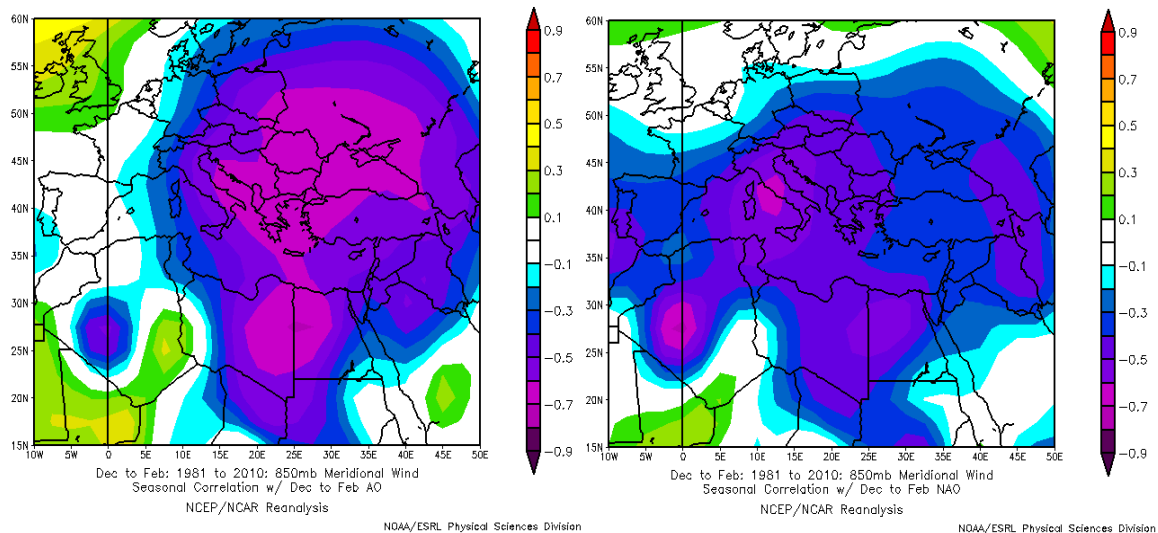 60N
55N
50N
45N
40N
35N
30N
25N
20N
15N
10W
5W
0
5E
10E
15E
20E
25E
30E
35E
40E
45E
50E
0.9
0.7
0.5
0.3
0.1
−0.1
−0.3
−0.5
−0.7
−0.9
Dec to Feb: 1981 to 2010: 850mb Meridional Wind
Seasonal Correlation w/ Dec to Feb AO
NCEP/NCAR Reanalysis
NOAA/ESRL Physical Sciences Division
60N
55N
50N
45N
40N
35N
30N
25N
20N
15N
10W
5W
0
5E
10E
15E
20E
25E
30E
35E
40E
45E
50E
0.9
0.7
0.5
0.3
0.1
−0.1
−0.3
−0.5
−0.7
−0.9
Dec to Feb: 1981 to 2010: 850mb Meridional Wind
Seasonal Correlation w/ Dec to Feb NAO
NCEP/NCAR Reanalysis
NOAA/ESRL Physical Sciences Division